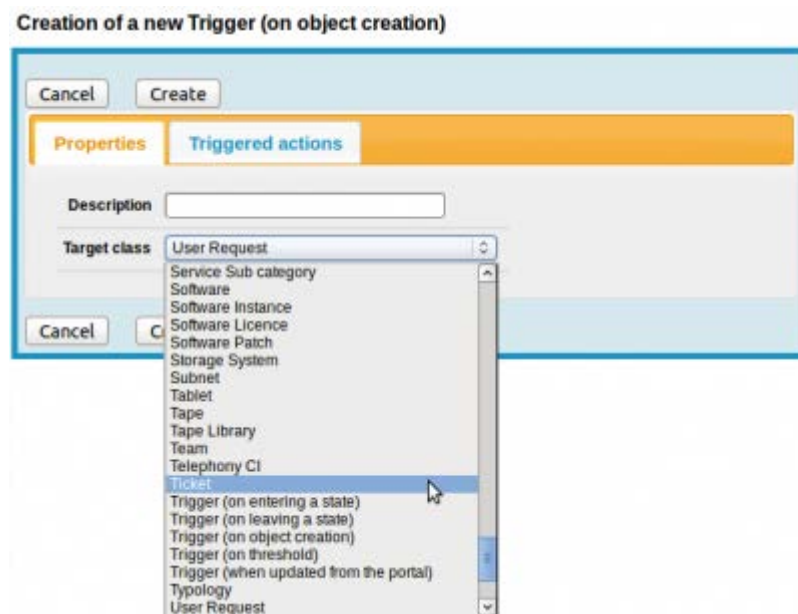 Creation of a new Trigger (on object creation)
Cancel Create
Properties Triggered actions
Description
Target class User Request
Service Sub category
Software
Software Instance
Software Licence
Software Patch
Storage System
Subnet
Tablet
Tape
Tape Library
Team
Telephony CI
Ticket
Trigger (on entering a state)
Trigger (on leaving a state)
Trigger (on object creation)
Trigger (on threshold)
Trigger (when updated from the portal)
Typology
User Request
Cancel C